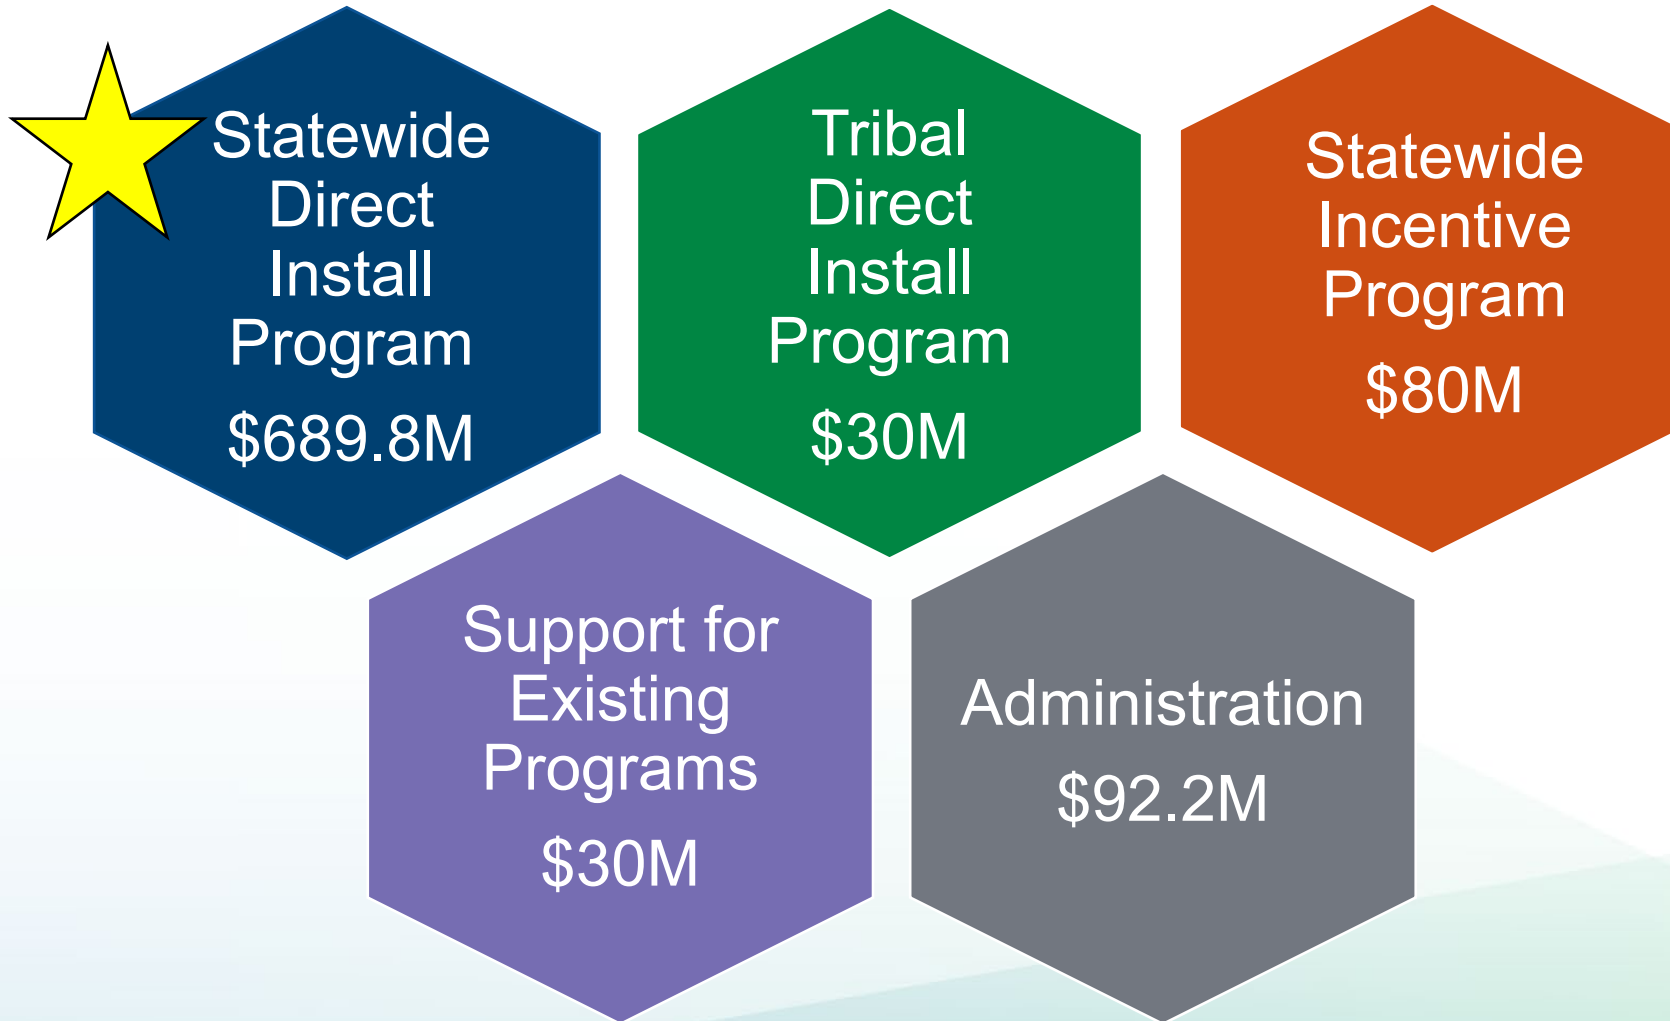 Statewide
Direct
Install
Program
$689.8M
Tribal
Direct
Install
Program
$30M
Statewide
Incentive
Program
$80M
Support for
Existing
Programs
$30M
Administration
$92.2M